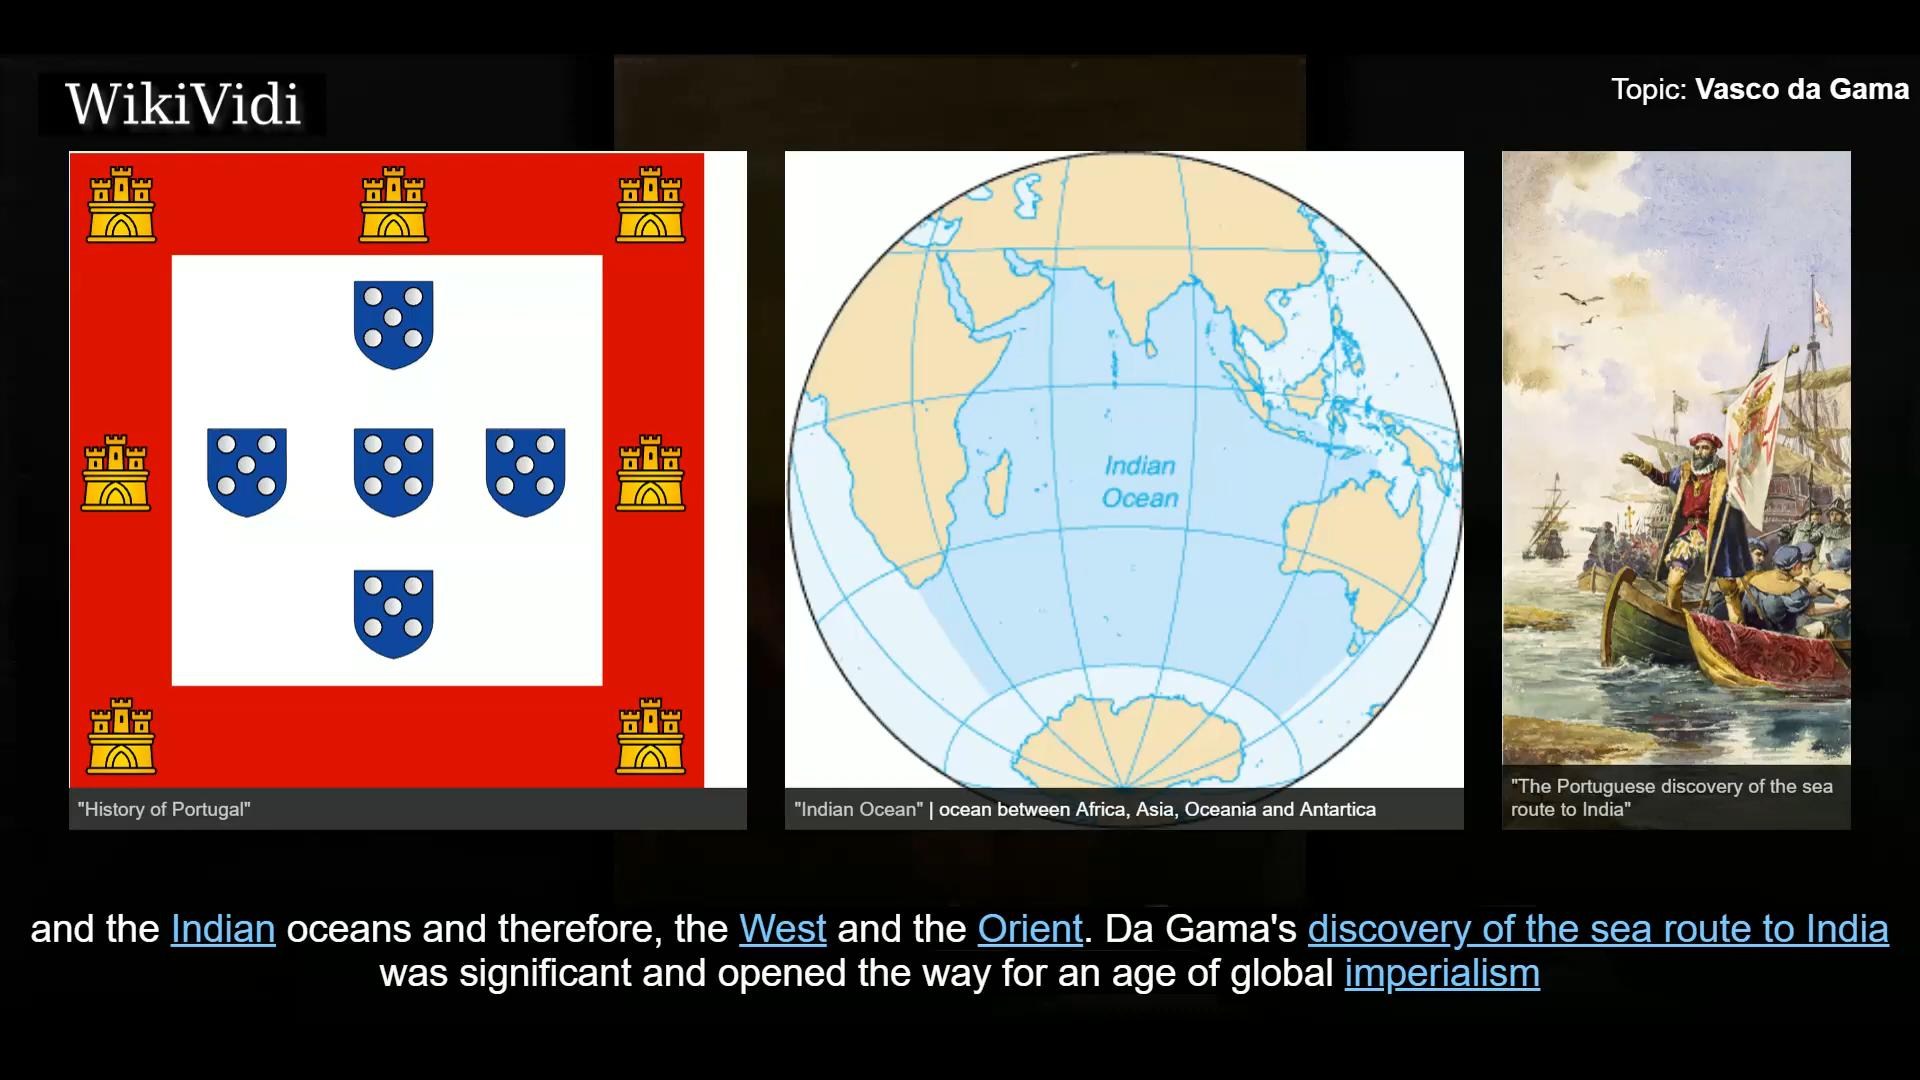 WikiVidi
Topic: Vasco da Gama
Indian
Ocean
"History of Portugal"
"Indian Ocean" | ocean between Africa, Asia, Oceania and Antartica
"The Portuguese discovery of the sea
route to India"
and the Indian oceans and therefore, the West and the Orient. Da Gama's discovery of the sea route to India
was significant and opened the way for an age of global imperialism